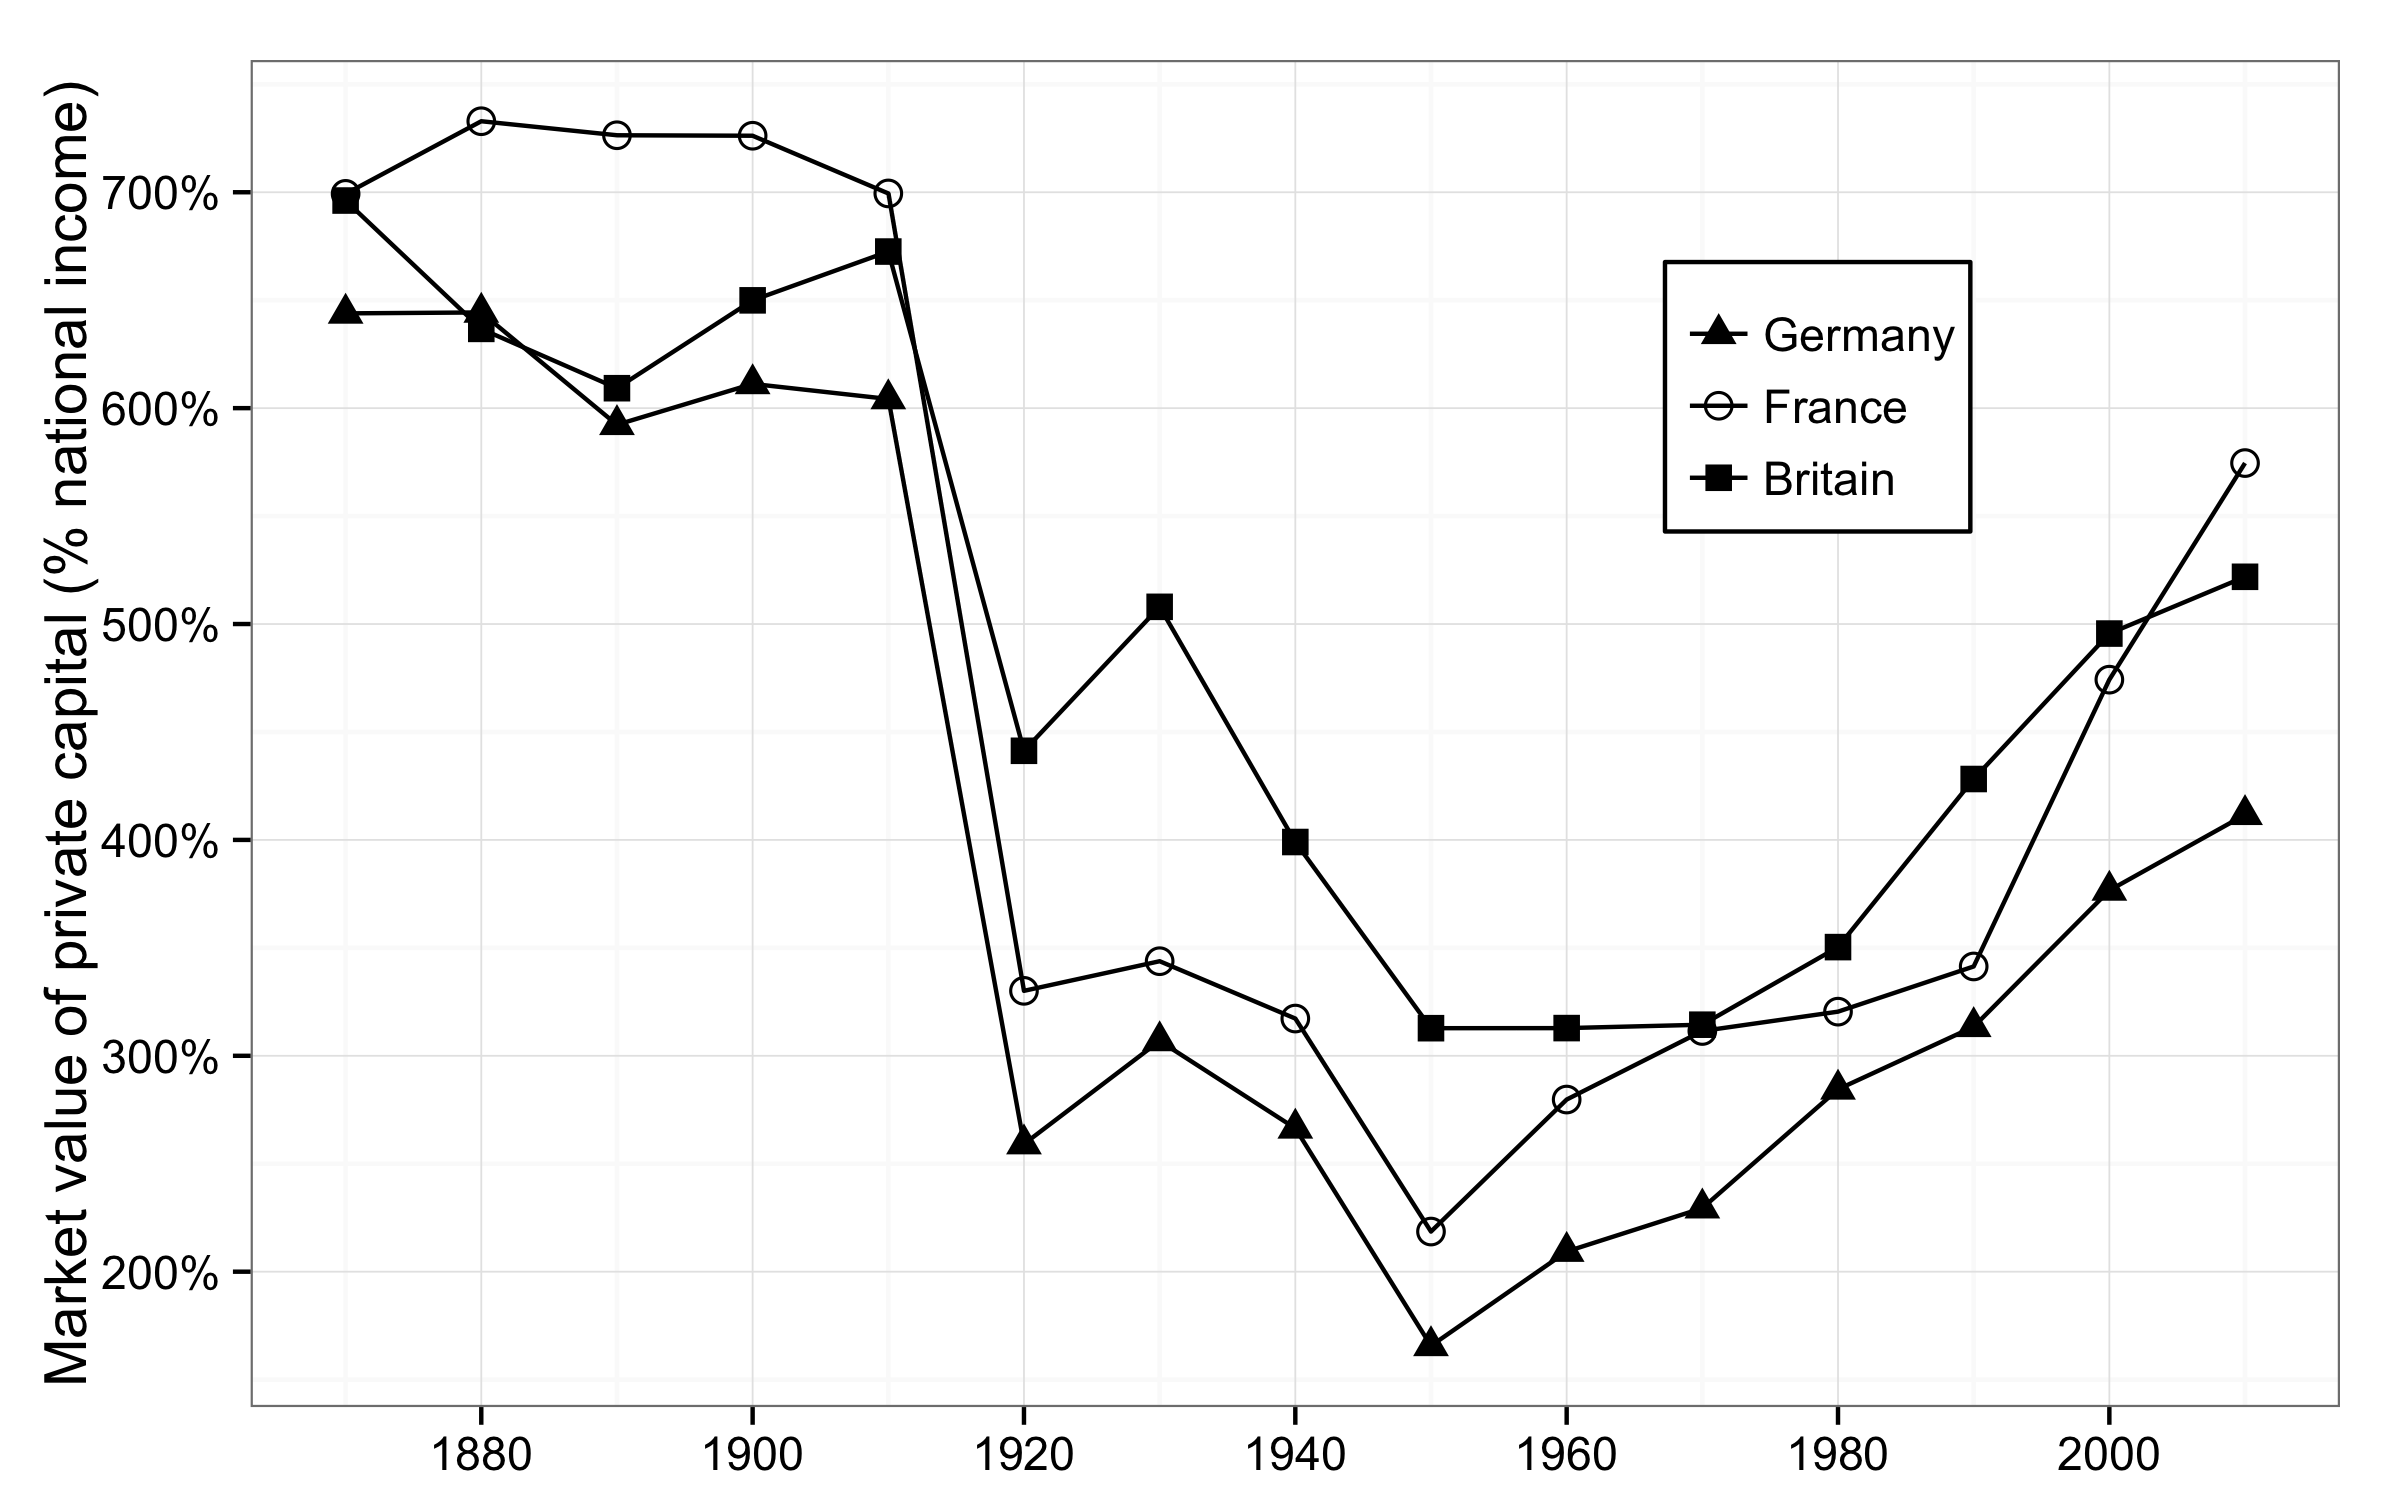 Market value of private capital (% national income)
700%
600%
500%
400%
300%
200%
Germany
France
Britain
1880 1900 1920 1940 1960 1980 2000